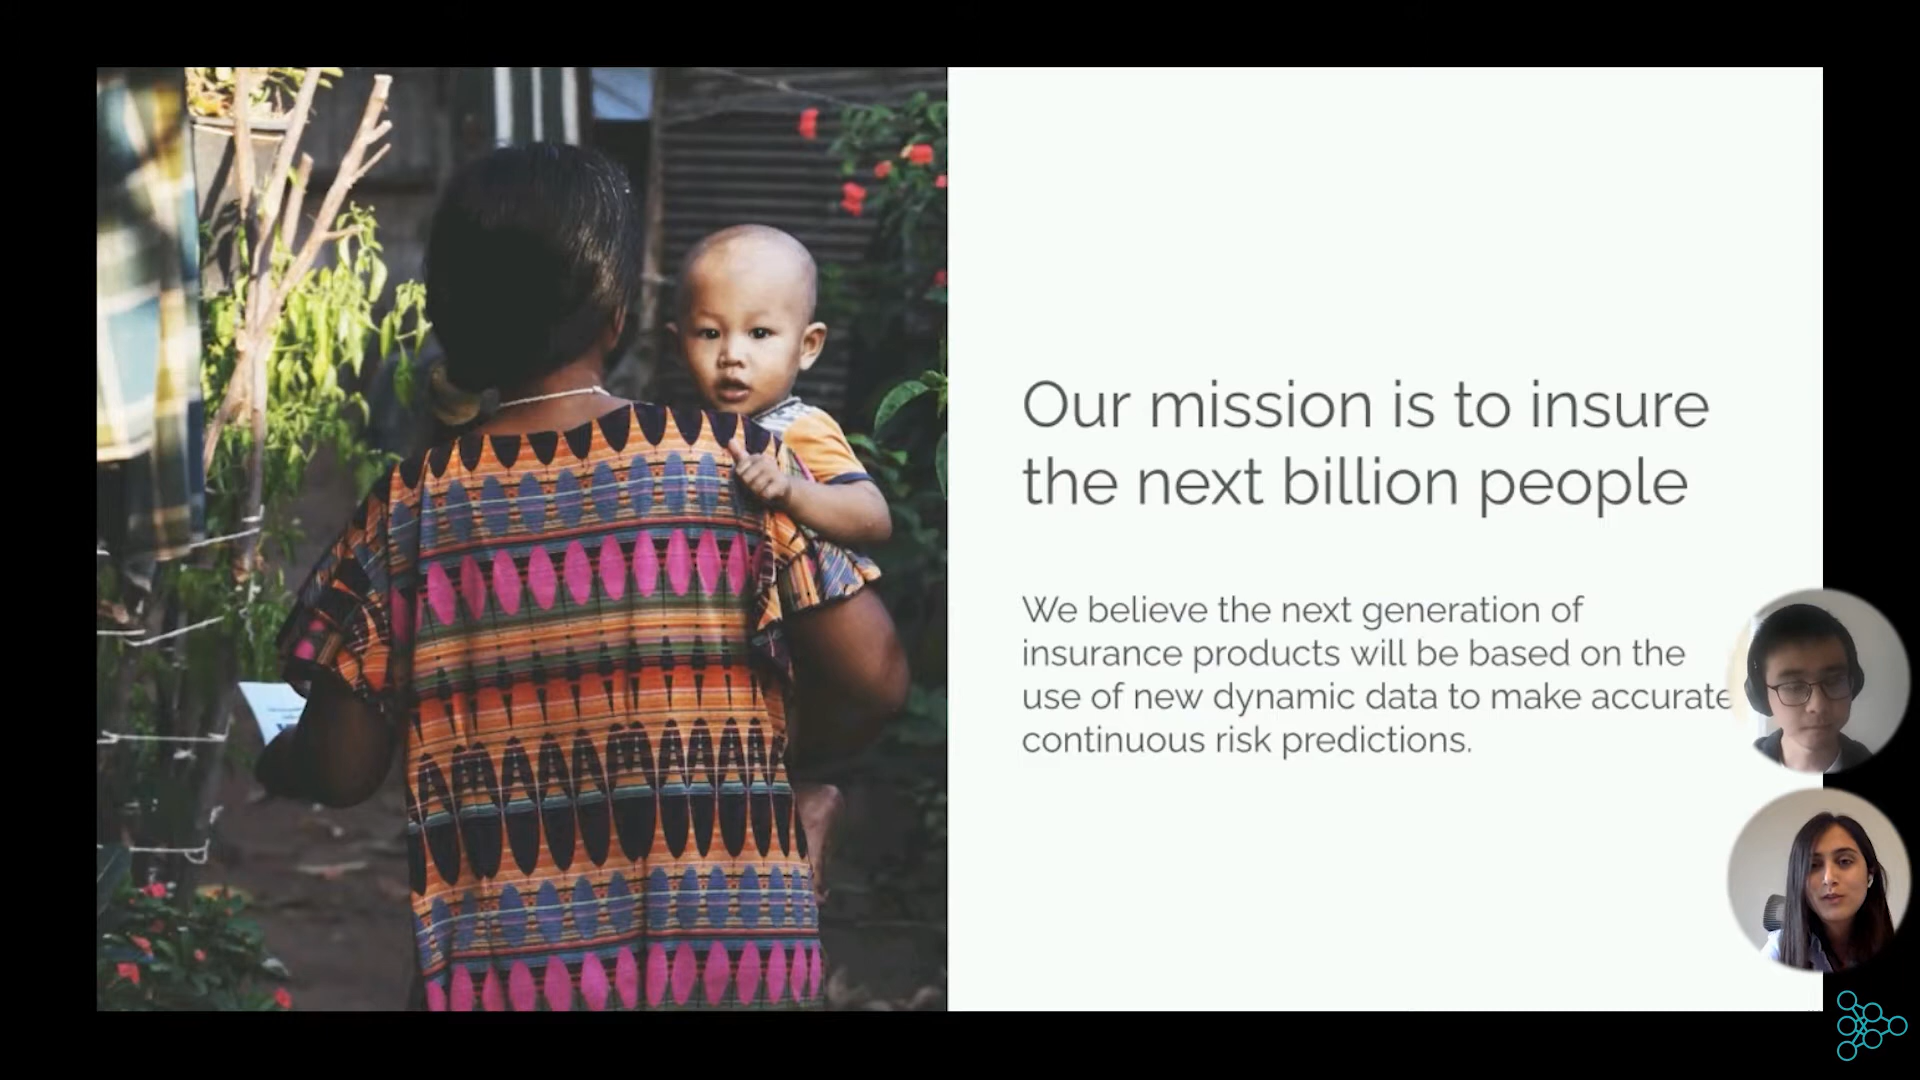 Our mission is to insure
the next billion people
We believe the next generation of
insurance products will be based on the
use of new dynamic data to make accurate
continuous risk predictions.